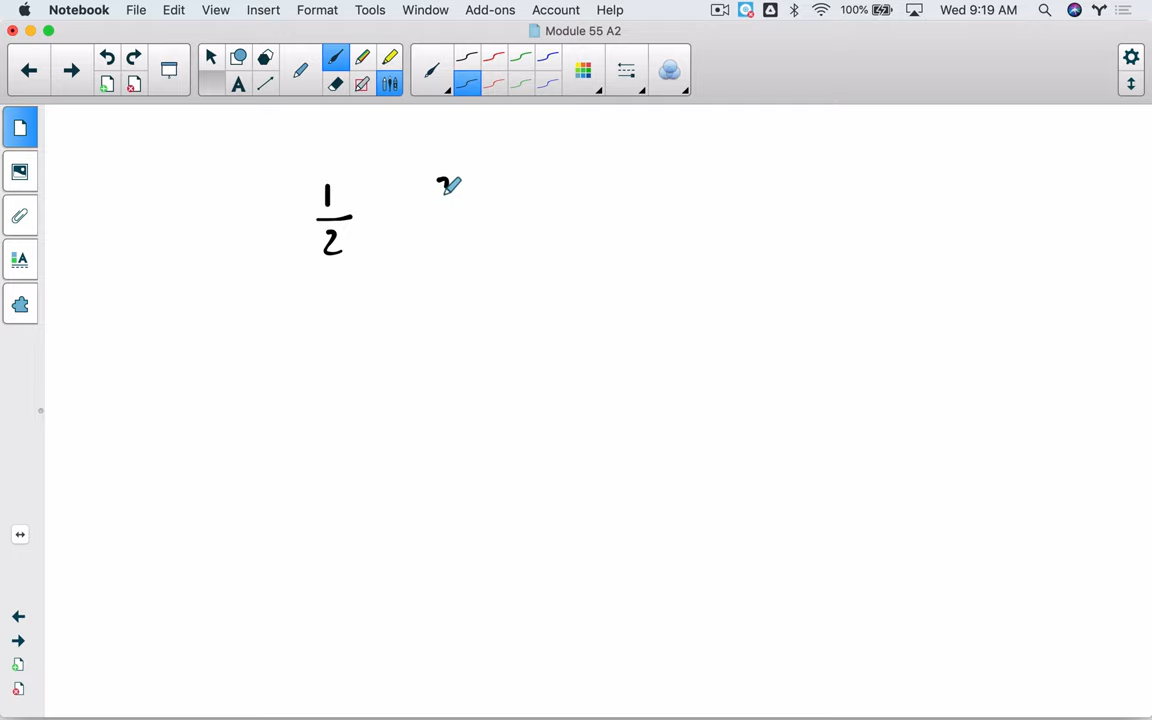 Notebook File Edit View Insert Format Tools Window Add-ons Account Help 100% Wed 9:19 AM
Module 55 A2
A
A
1
2